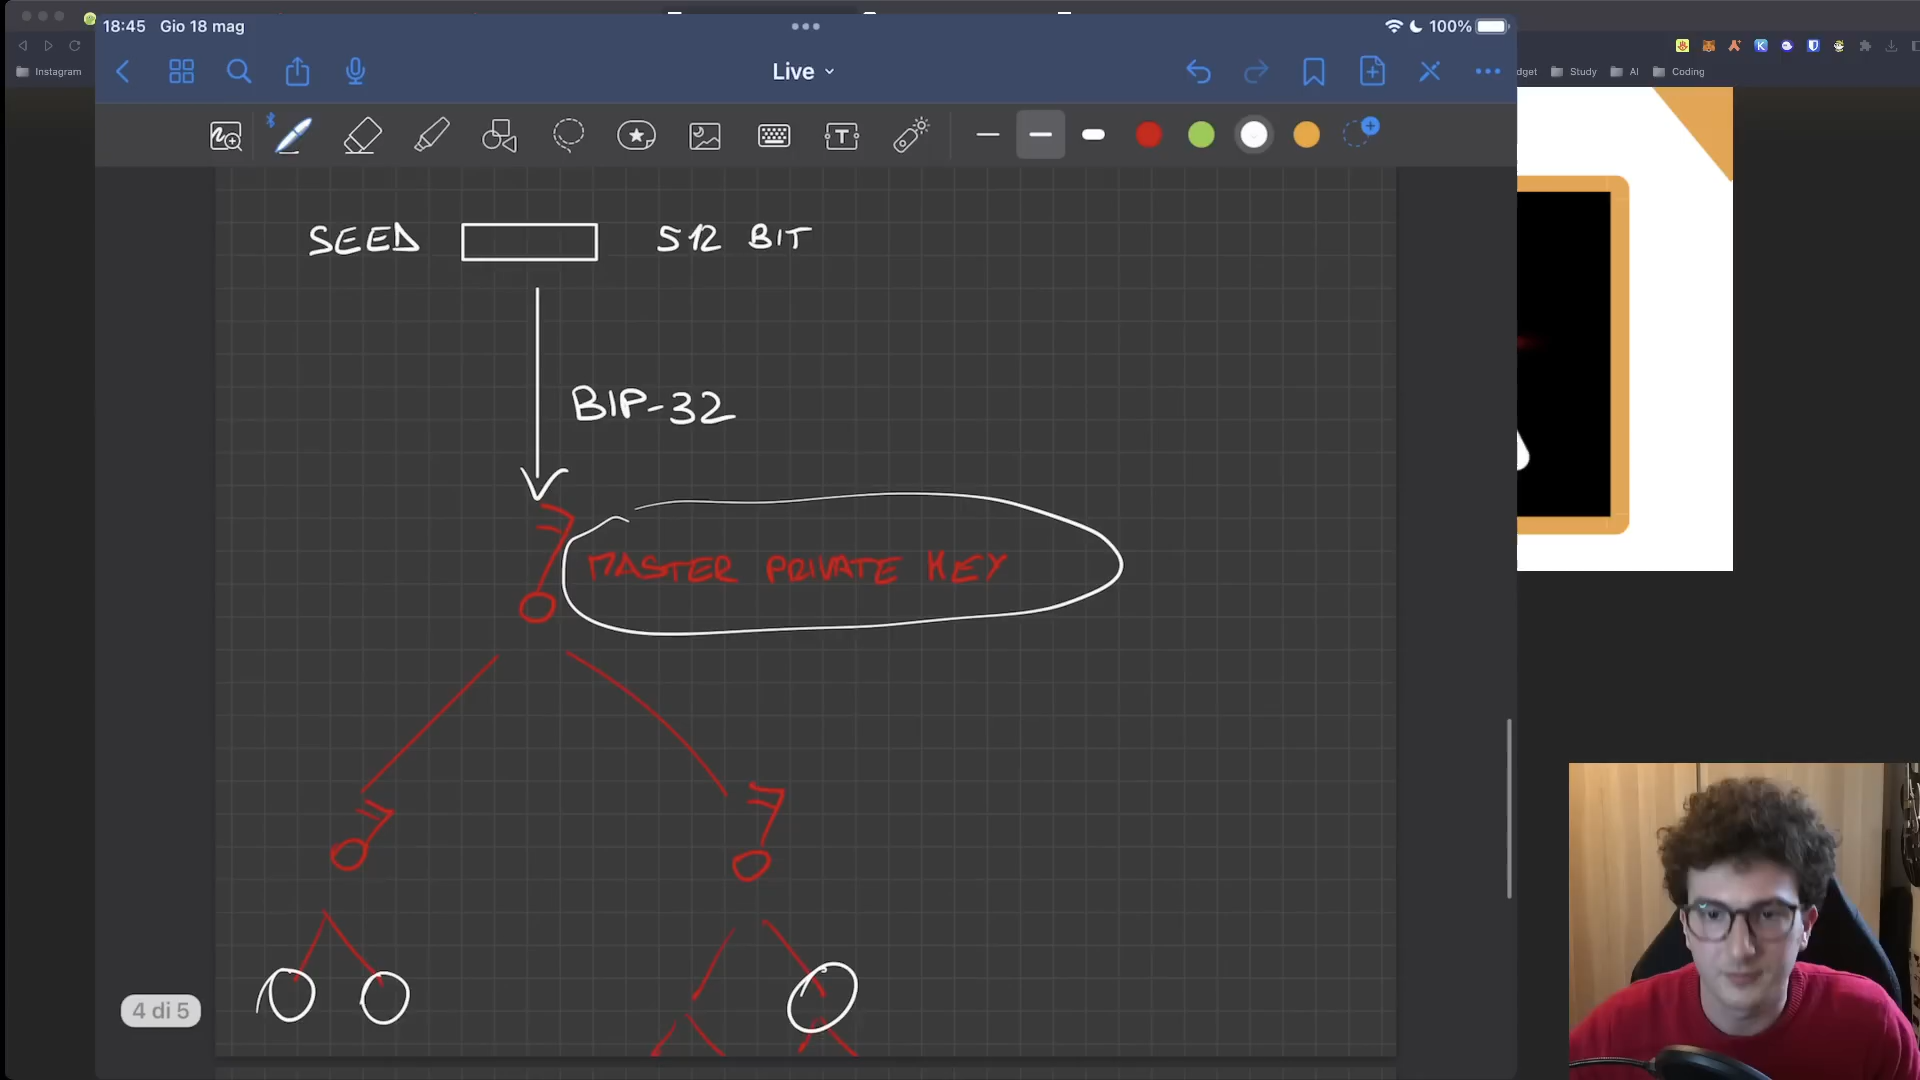 18:45 Gio 18 mag
100%
Instagram
Live
dget Study AI Coding
SEED 512 BIT
BIP-32
MASTER PRIVATE KEY
4 di 5